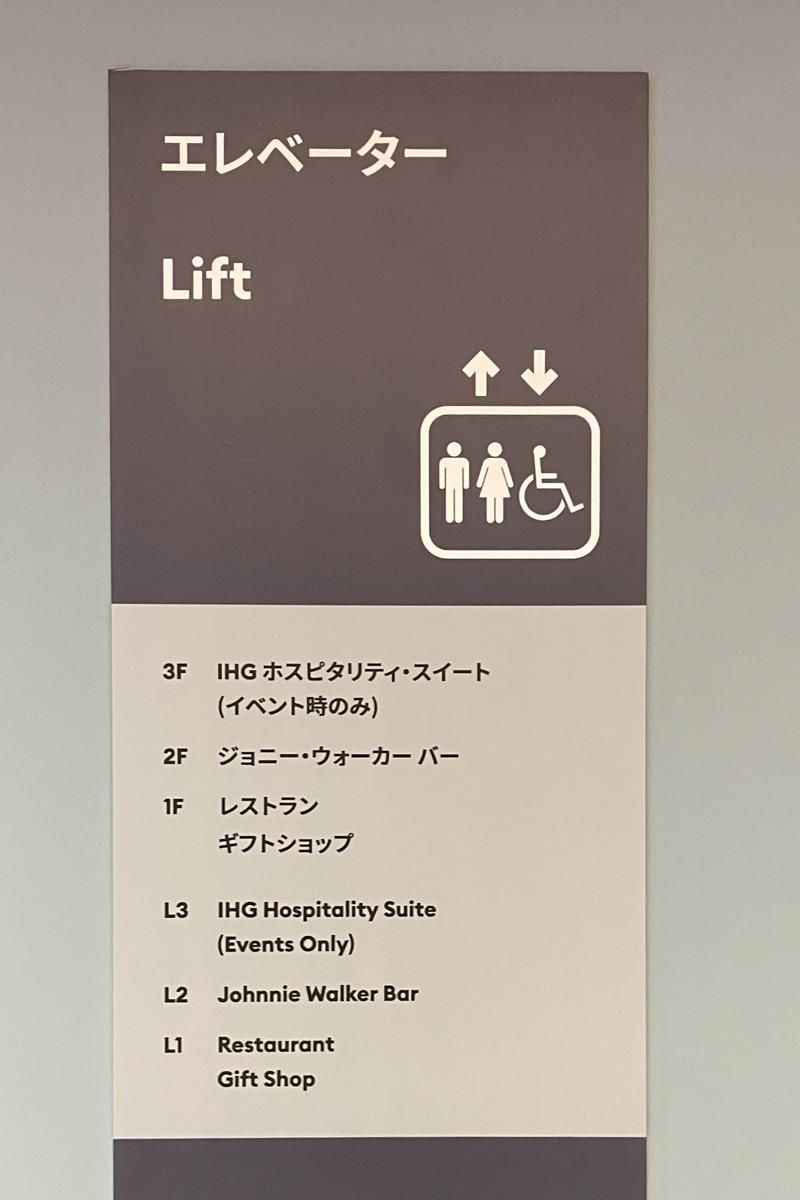 エレベーター
Lift
3F IHG ホスピタリティ・スイート
(イベント時のみ)
2F ジョニー・ウォーカー バー
1F レストラン
ギフトショップ
L3 IHG Hospitality Suite
(Events Only)
L2 Johnnie Walker Bar
L1 Restaurant
Gift Shop